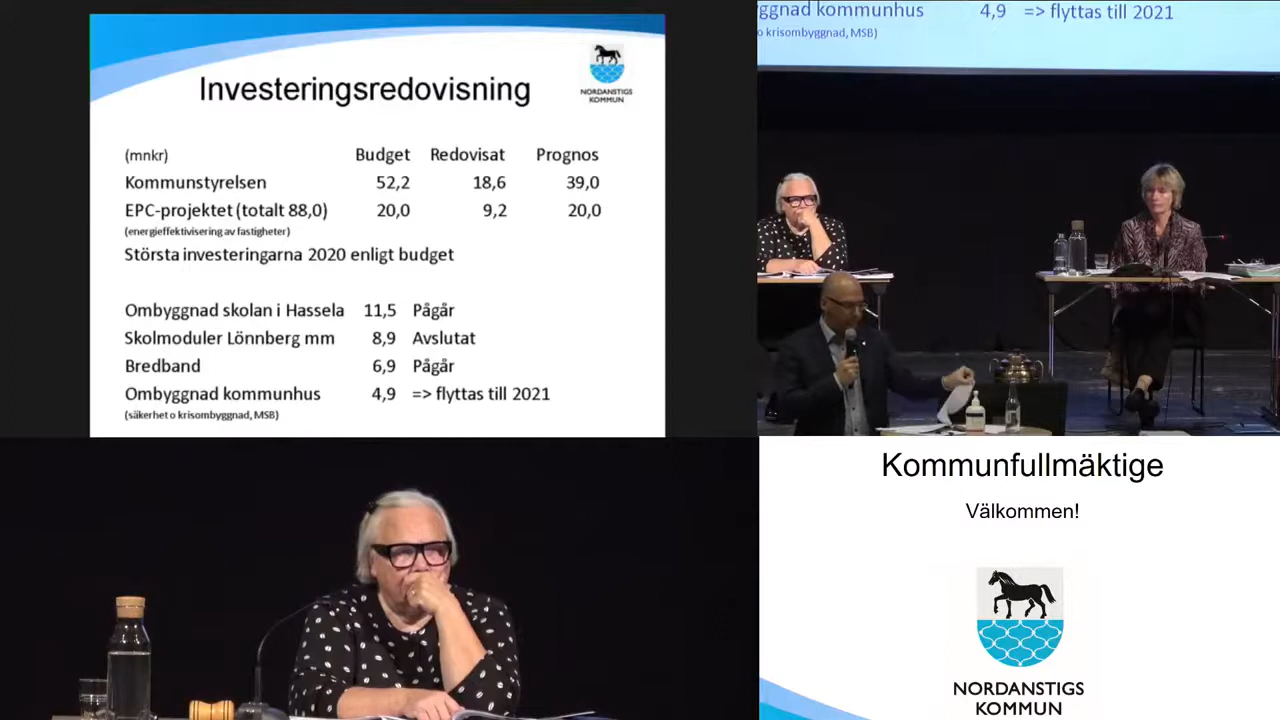 Investeringsredovisning
NORDANSTIGS
KOMMUN
(mnkr) Budget Redovisat Prognos
Kommunstyrelsen 52,2 18,6 39,0
EPC-projektet (totalt 88,0) 20,0 9,2 20,0
(energieffektivisering av fastigheter)
Största investeringarna 2020 enligt budget
Ombyggnad skolan i Hassela 11,5 Pågår
Skolmoduler Lönnberg mm 8,9 Avslutat
Bredband 6,9 Pågår
Ombyggnad kommunhus 4,9 => flyttas till 2021
(säkerhet o krisombyggnad, MSB)
yggnad kommunhus 4,9 => flyttas till 2021
o krisombyggnad, MSB)
Kommunfullmäktige
Välkommen!
NORDANSTIGS
KOMMUN